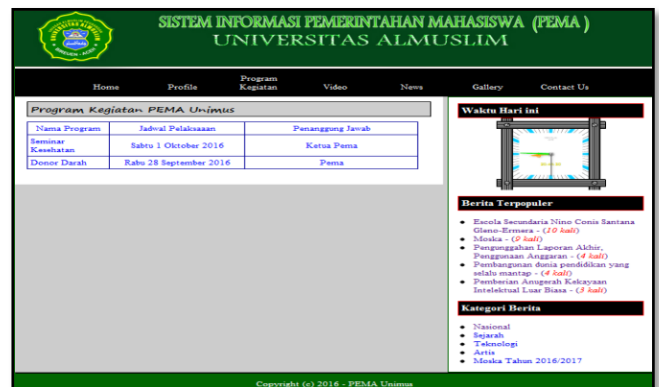 SISTEM INFORMASI PEMERINTAHAN MAHASISWA (PEMA )
UNIVERSITAS ALMUSLIM
Home
Profile
Program
Kegiatan
Video
News
Gallery
Contact Us
Program Kegiatan PEMA Unimus
Nama Program Jadwal Pelaksaaan Penanggung Jawab
Seminar
Kesehatan
Sabtu 1 Oktober 2016 Ketua Pema
Donor Darah Rabu 28 September 2016 Pema
Waktu Hari ini
Berita Terpopuler
Escola Secundaria Nino Conis Santana
Gleno-Ermera - (10 kali)
Moska - (9 kali)
Pengunggahan Laporan Akhir,
Penggunaan Anggaran - (4 kali)
Pembangunan donia pendidikan yang
selalu mantap - (4 kali)
Pemberian Anugerah Kekayaan
Intelektual Luar Biasa - (3 kali)
Kategori Berita
Nasional
Sejarah
Teknologi
Artis
Moska Tahun 2016/2017
Copyright (c) 2016 - PEMA Unimus